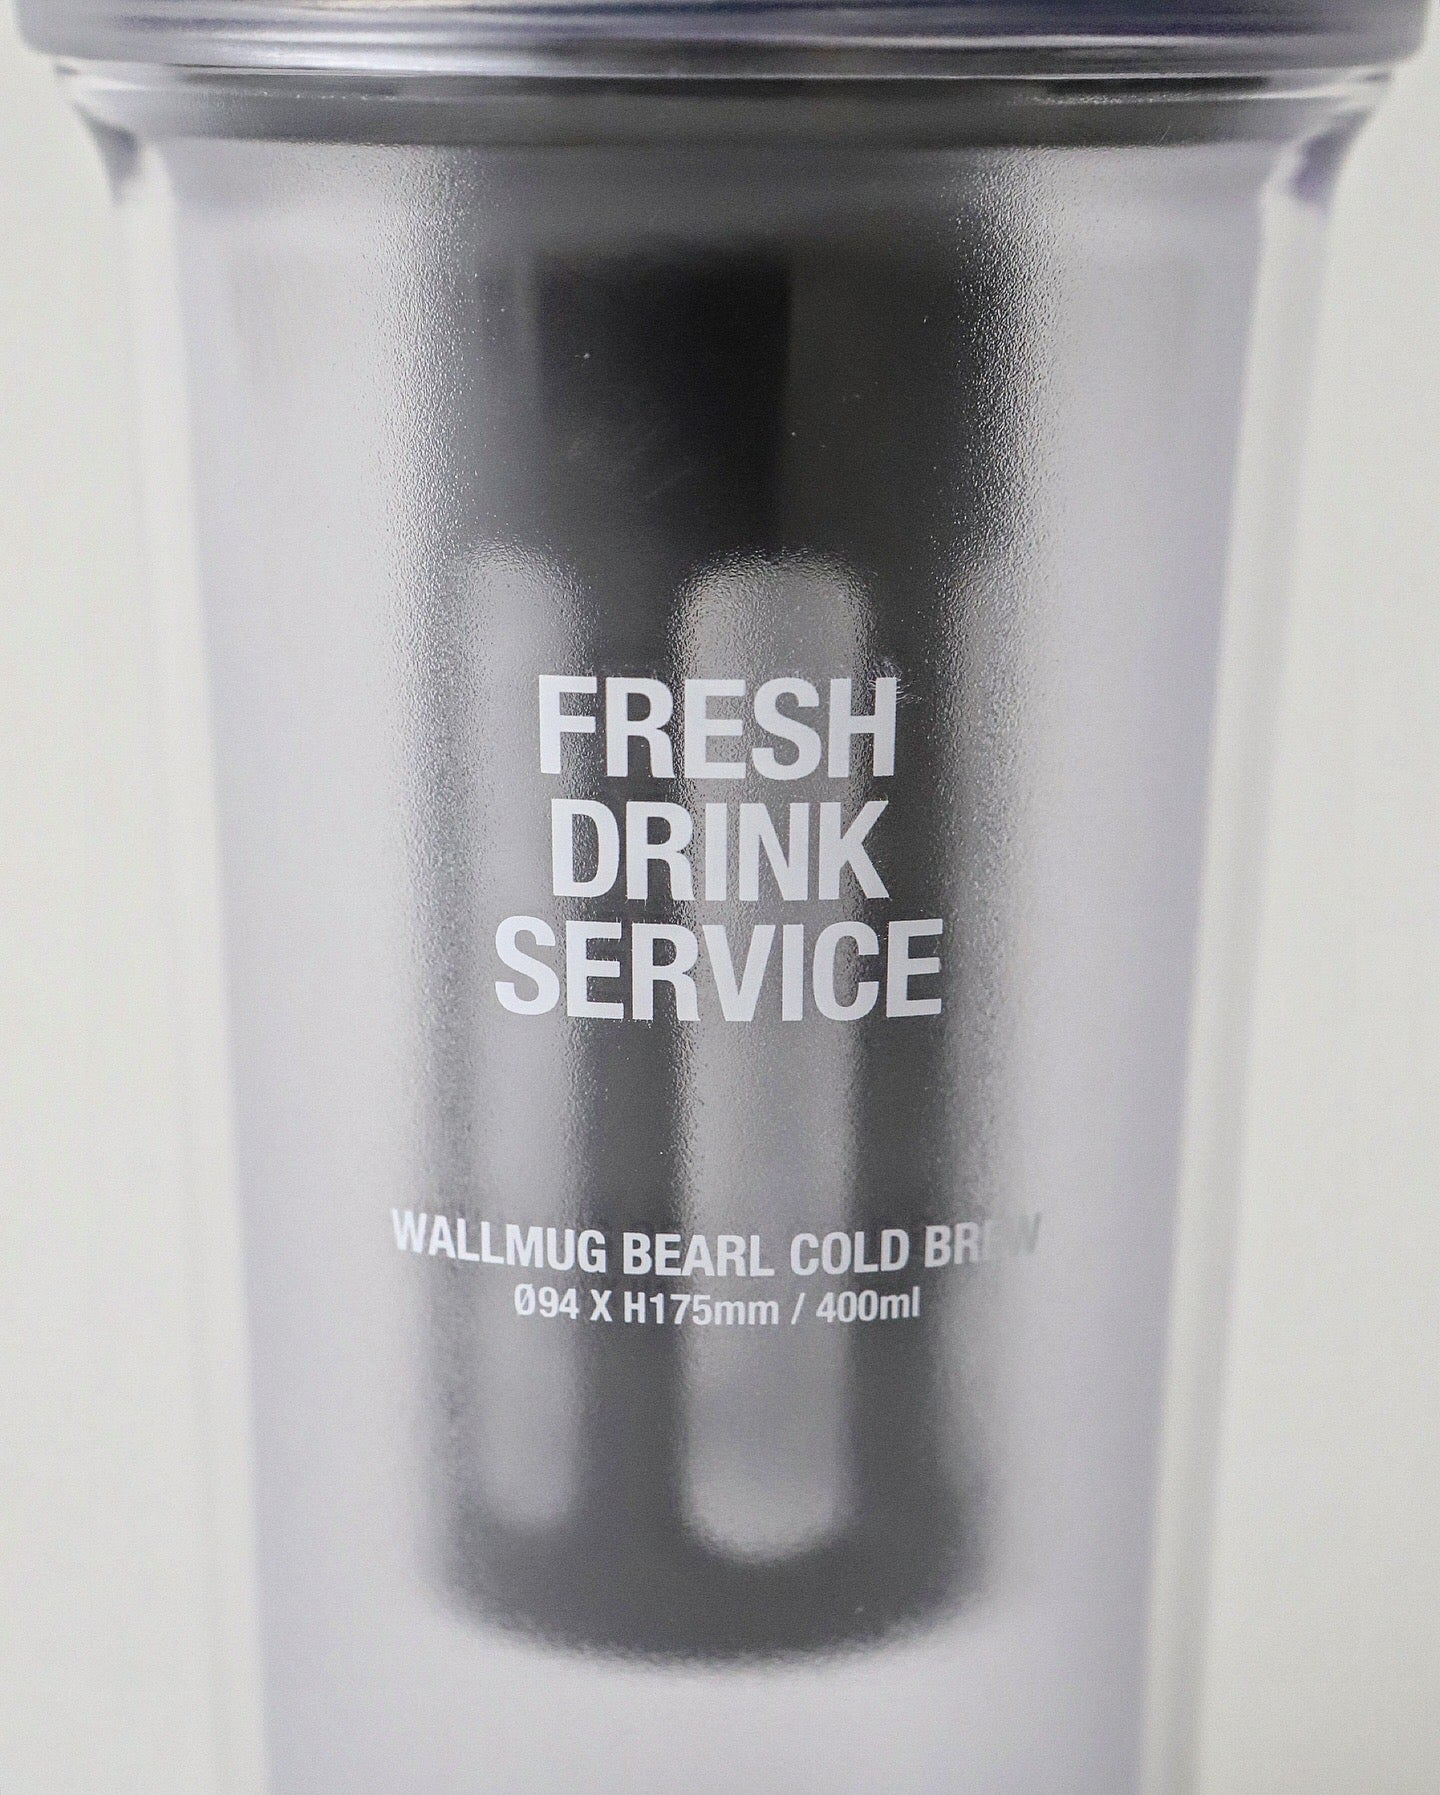 FRESH
DRINK
SERVICE
WALLMUG BEARL COLD BREW
Ø94 X H175mm / 400ml